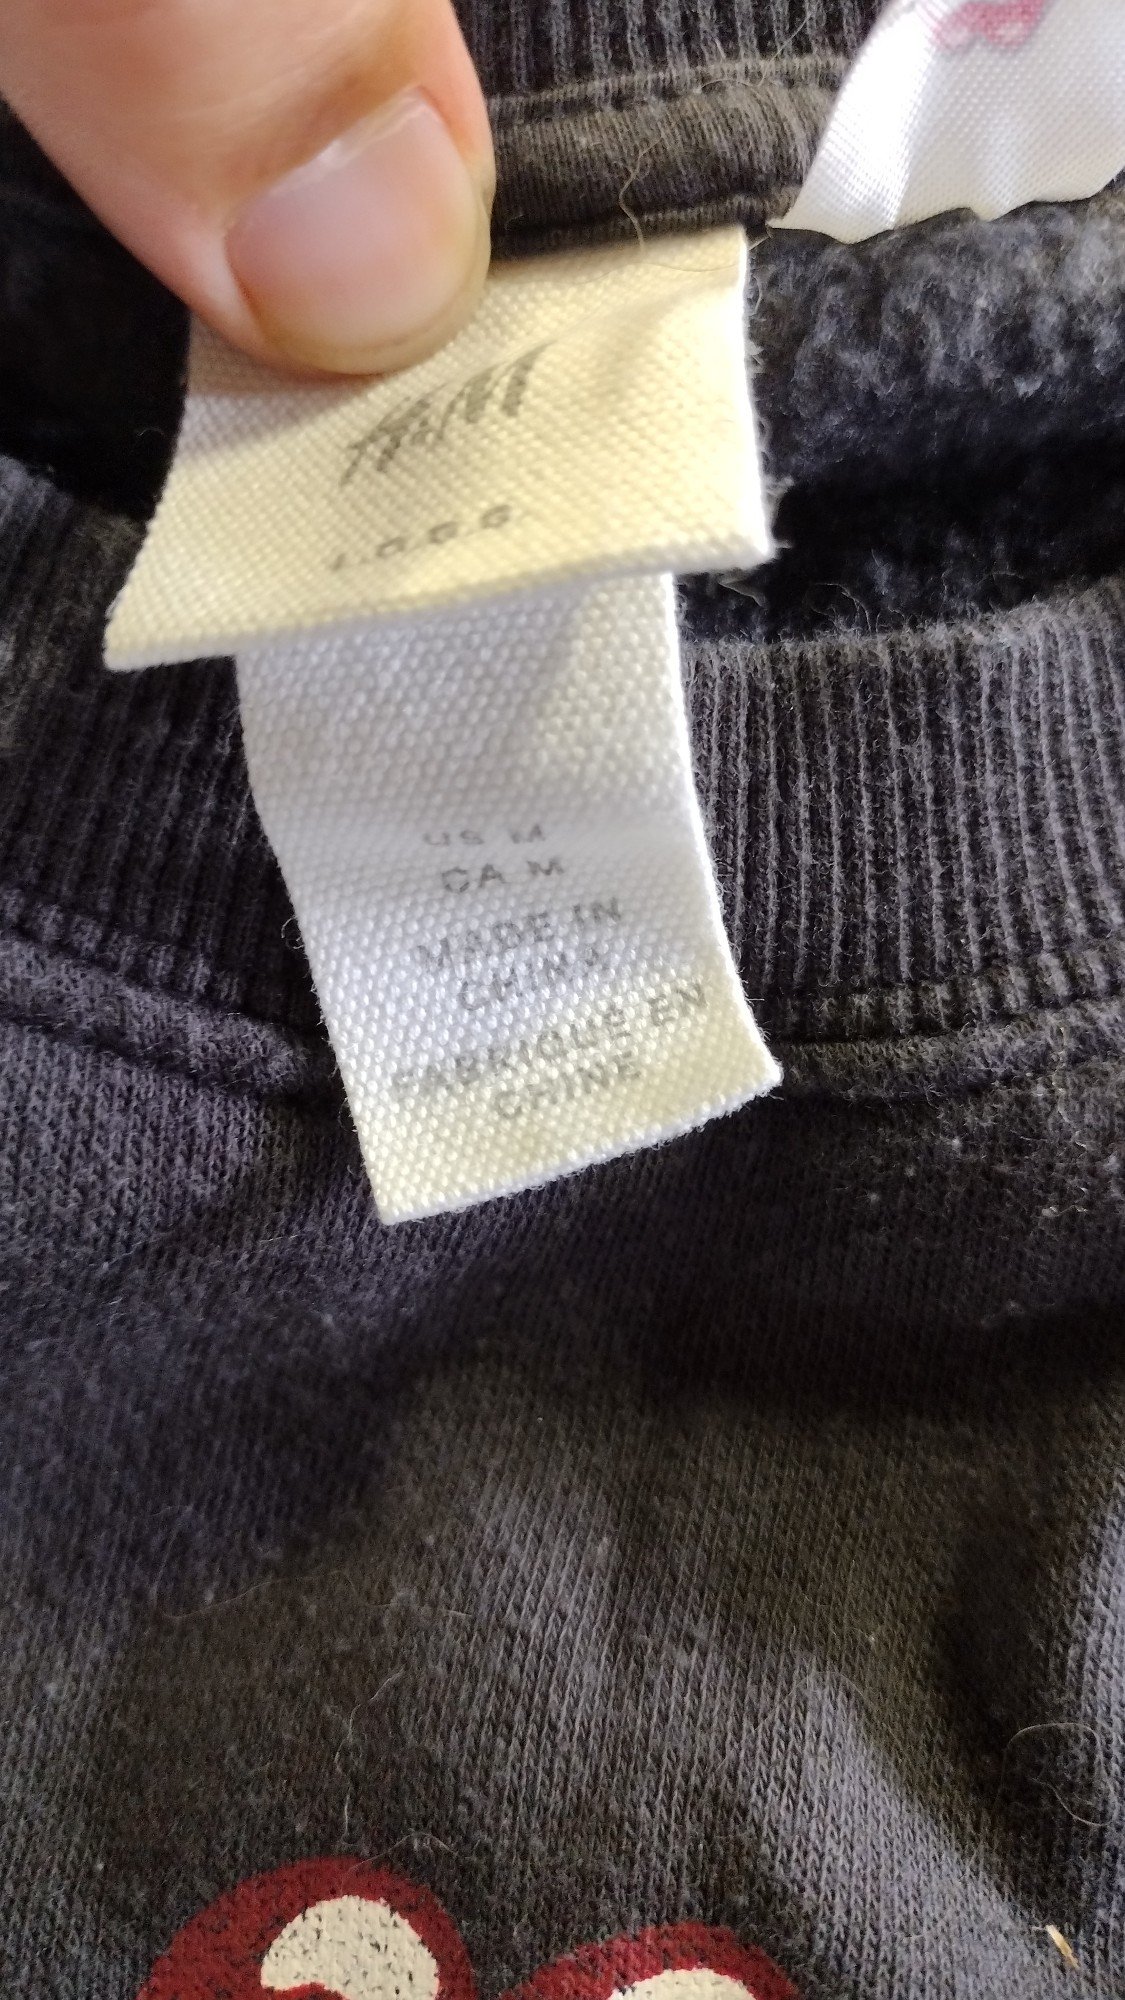 H&M
US M
CA M
MADE IN
CHINA
FABRIQUÉ EN
CHINE